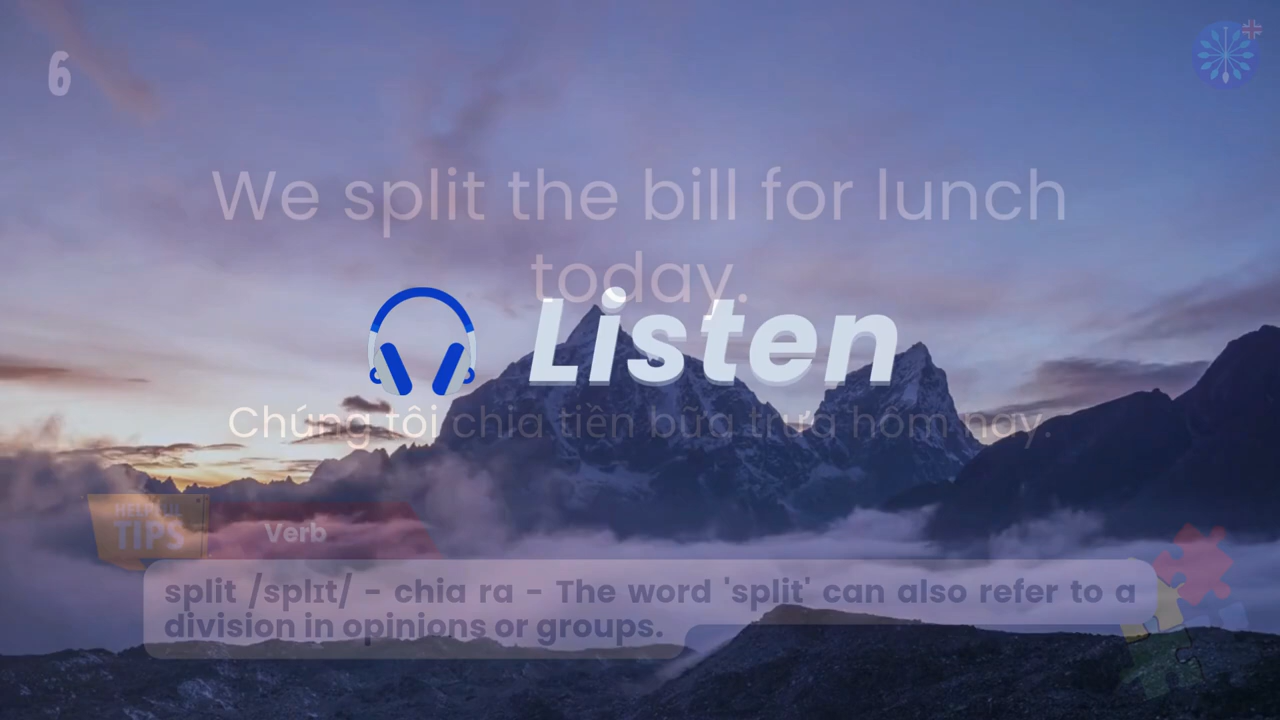 6
We split the bill for lunch
today.
Listen
Chúng tôi chia tiền bữa trưa hôm nay.
HELPFUL
TIPS
Verb
split /splɪt/ - chia ra - The word 'split' can also refer to a
division in opinions or groups.